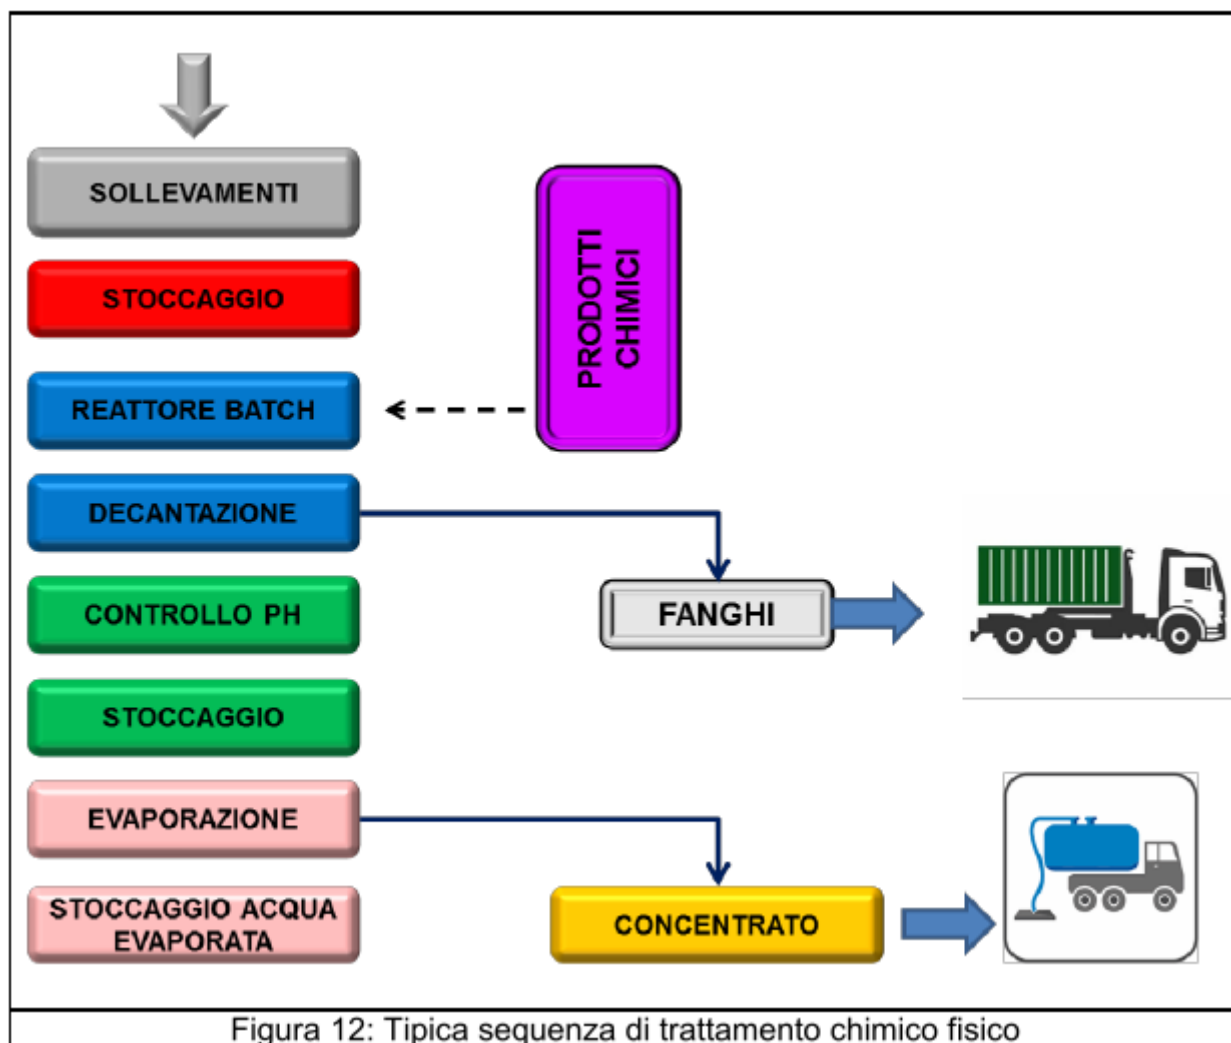 SOLLEVAMENTI
STOCCAGGIO
PRODOTTI
CHIMICI
REATTORE BATCH
DECANTAZIONE
CONTROLLO PH
FANGHI
STOCCAGGIO
EVAPORAZIONE
STOCCAGGIO ACQUA
EVAPORATA
CONCENTRATO
Figura 12: Tipica sequenza di trattamento chimico fisico